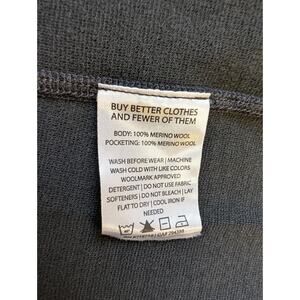 BUY BETTER CLOTHES
AND FEWER OF THEM
BODY: 100% MERINO WOOL
POCKETING: 100% MERINO WOOL
WASH BEFORE WEAR | MACHINE
WASH COLD WITH LIKE COLORS
WOOLMARK APPROVED
DETERGENT | DO NOT USE FABRIC
SOFTENERS | DO NOT BLEACH | LAY
FLAT TO DRY | COOL IRON IF
NEEDED